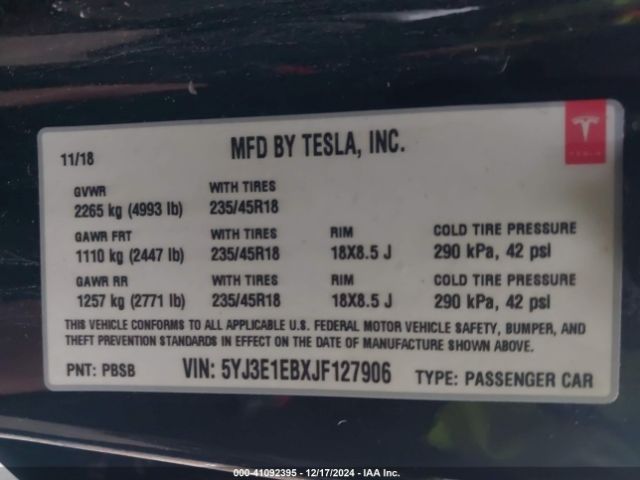 11/18
MFD BY TESLA, INC.
TESLA
GVWR WITH TIRES
2265 kg (4993 lb) 235/45R18
GAWR FRT WITH TIRES RIM COLD TIRE PRESSURE
1110 kg (2447 lb) 235/45R18 18X8.5 J 290 kPa, 42 psi
GAWR RR WITH TIRES RIM COLD TIRE PRESSURE
1257 kg (2771 lb) 235/45R18 18X8.5 J 290 kPa, 42 psi
THIS VEHICLE CONFORMS TO ALL APPLICABLE U.S. FEDERAL MOTOR VEHICLE SAFETY, BUMPER, AND
THEFT PREVENTION STANDARDS IN EFFECT ON THE DATE OF MANUFACTURE SHOWN ABOVE.
PNT: PBSB VIN: 5YJ3E1EBXJF127906 TYPE: PASSENGER CAR
000-41092395 - 12/17/2024 - IAA Inc.